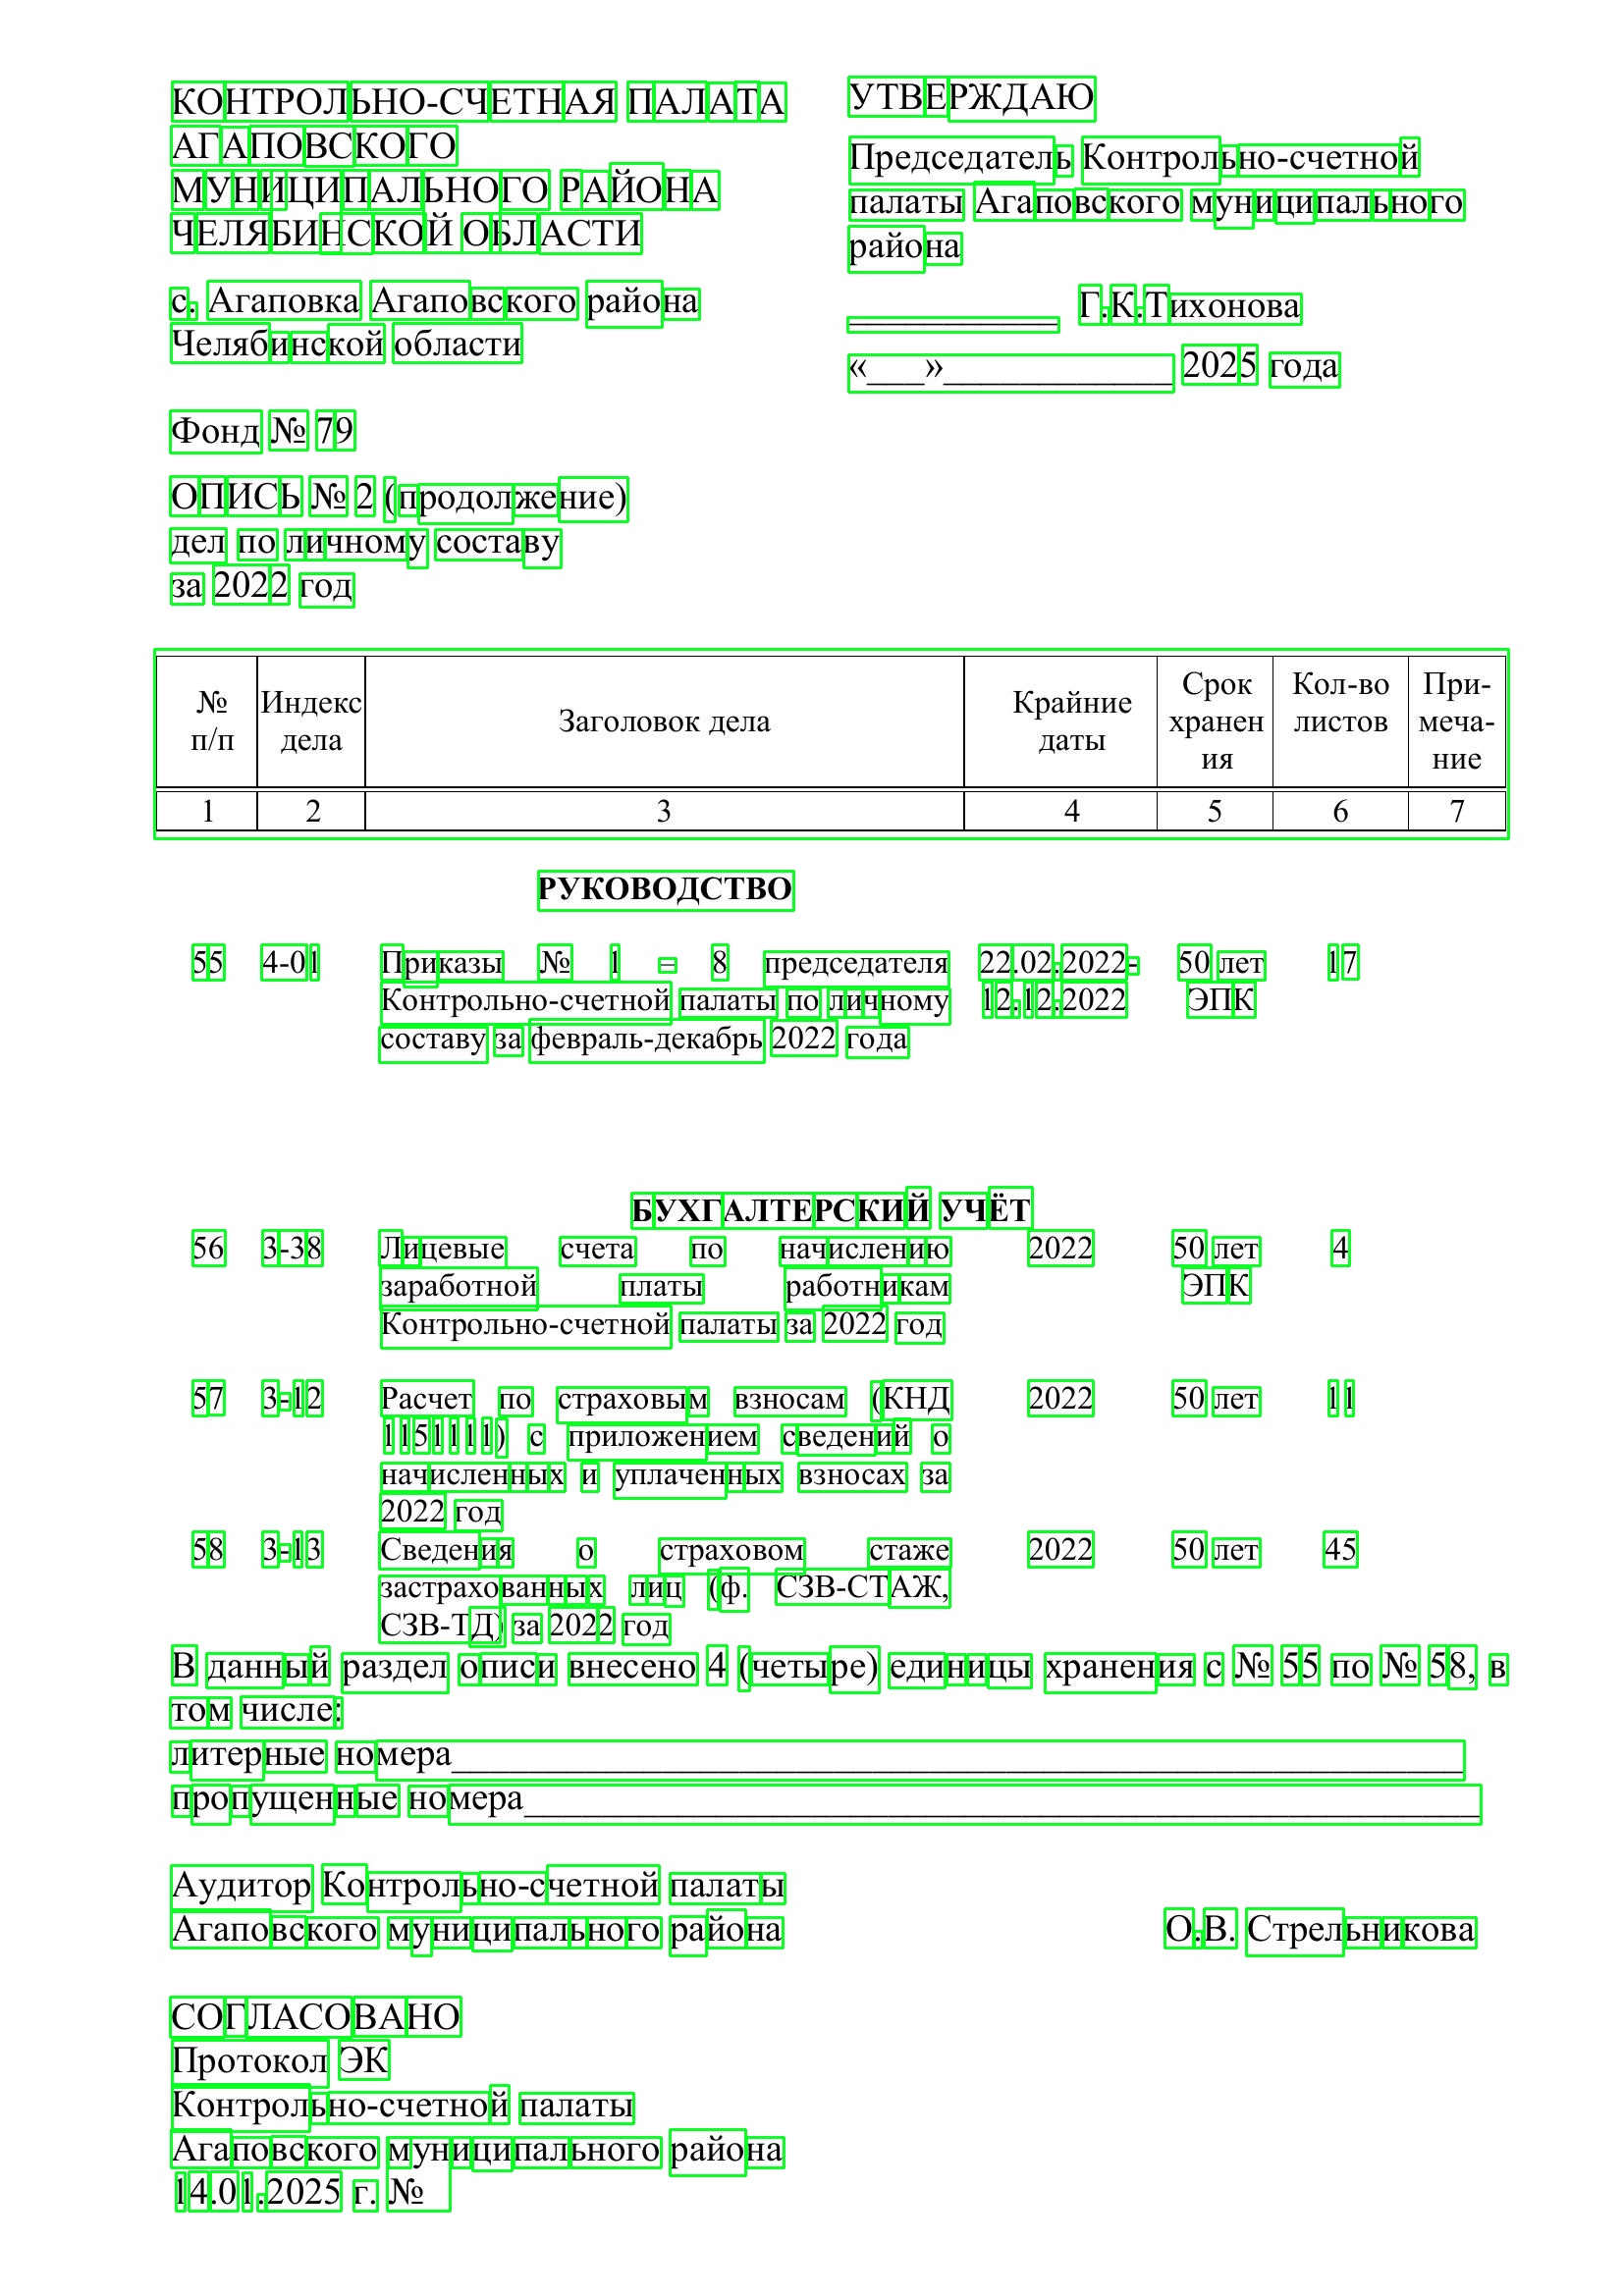 КОНТРОЛЬНО-СЧЕТНАЯ ПАЛАТА
АГАПОВСКОГО
МУНИЦИПАЛЬНОГО РАЙОНА
ЧЕЛЯБИНСКОЙ ОБЛАСТИ
с. Агаповка Агаповского района
Челябинской области
УТВЕРЖДАЮ
Председатель Контрольно-счетной
палаты Агаповского муниципального
района
___________ Г.К.Тихонова
«___»____________ 2025 года
Фонд № 79
ОПИСЬ № 2 (продолжение)
дел по личному составу
за 2022 год
№ п/п Индекс дела Заголовок дела Крайние даты Срок хранен ия Кол-во листов При- меча- ние
1 2 3 4 5 6 7
РУКОВОДСТВО
55 4-01 Приказы № 1 – 8 председателя 22.02.2022- 50 лет 17
Контрольно-счетной палаты по личному 12.12.2022 ЭПК
составу за февраль-декабрь 2022 года
БУХГАЛТЕРСКИЙ УЧЁТ
56 3-38 Лицевые счета по начислению 2022 50 лет 4
заработной платы работникам ЭПК
Контрольно-счетной палаты за 2022 год
57 3-12 Расчет по страховым взносам (КНД 2022 50 лет 11
1151111) с приложением сведений о
начисленных и уплаченных взносах за
2022 год
58 3-13 Сведения о страховом стаже 2022 50 лет 45
застрахованных лиц (ф. СЗВ-СТАЖ,
СЗВ-ТД) за 2022 год
В данный раздел описи внесено 4 (четыре) единицы хранения с № 55 по № 58, в
том числе:
литерные номера_____________________________________________________
пропущенные номера__________________________________________________
Аудитор Контрольно-счетной палаты
Агаповского муниципального района О.В. Стрельникова
СОГЛАСОВАНО
Протокол ЭК
Контрольно-счетной палаты
Агаповского муниципального района
14.01.2025 г. №